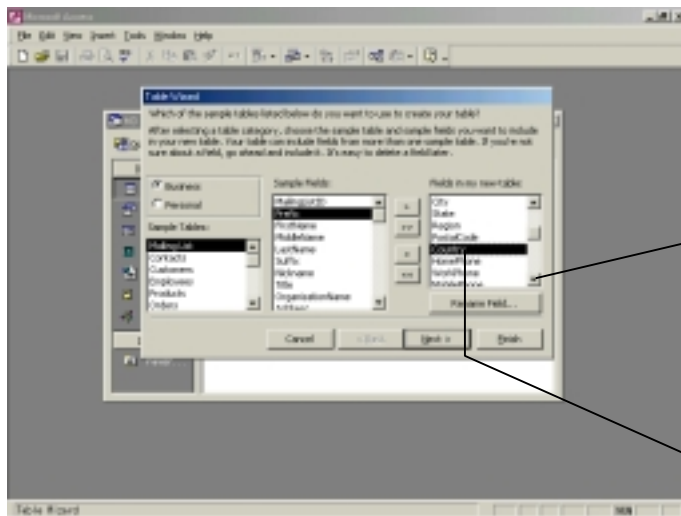 Microsoft Access
File Edit View Insert Tools Window Help
Table Wizard
Which of the sample tables listed below do you want to use to create your table?
After selecting a table category, choose the sample table and sample fields you want to include
in your new table. Your table can include fields from more than one sample table. If you're not
sure about a field, go ahead and include it. It's easy to delete a field later.
Business
Personal
Sample Tables:
Mailing List
Contacts
Customers
Employees
Products
Orders
Sample Fields:
MailingListID
Prefix
FirstName
MiddleName
LastName
Suffix
Nickname
Title
OrganizationName
Address
>
>>
<
<<
Fields in my new table:
City
State
Region
PostalCode
Country
HomePhone
WorkPhone
MobilePhone
Rename Field...
Cancel
< Back
Next >
Finish
Table Wizard
NUM